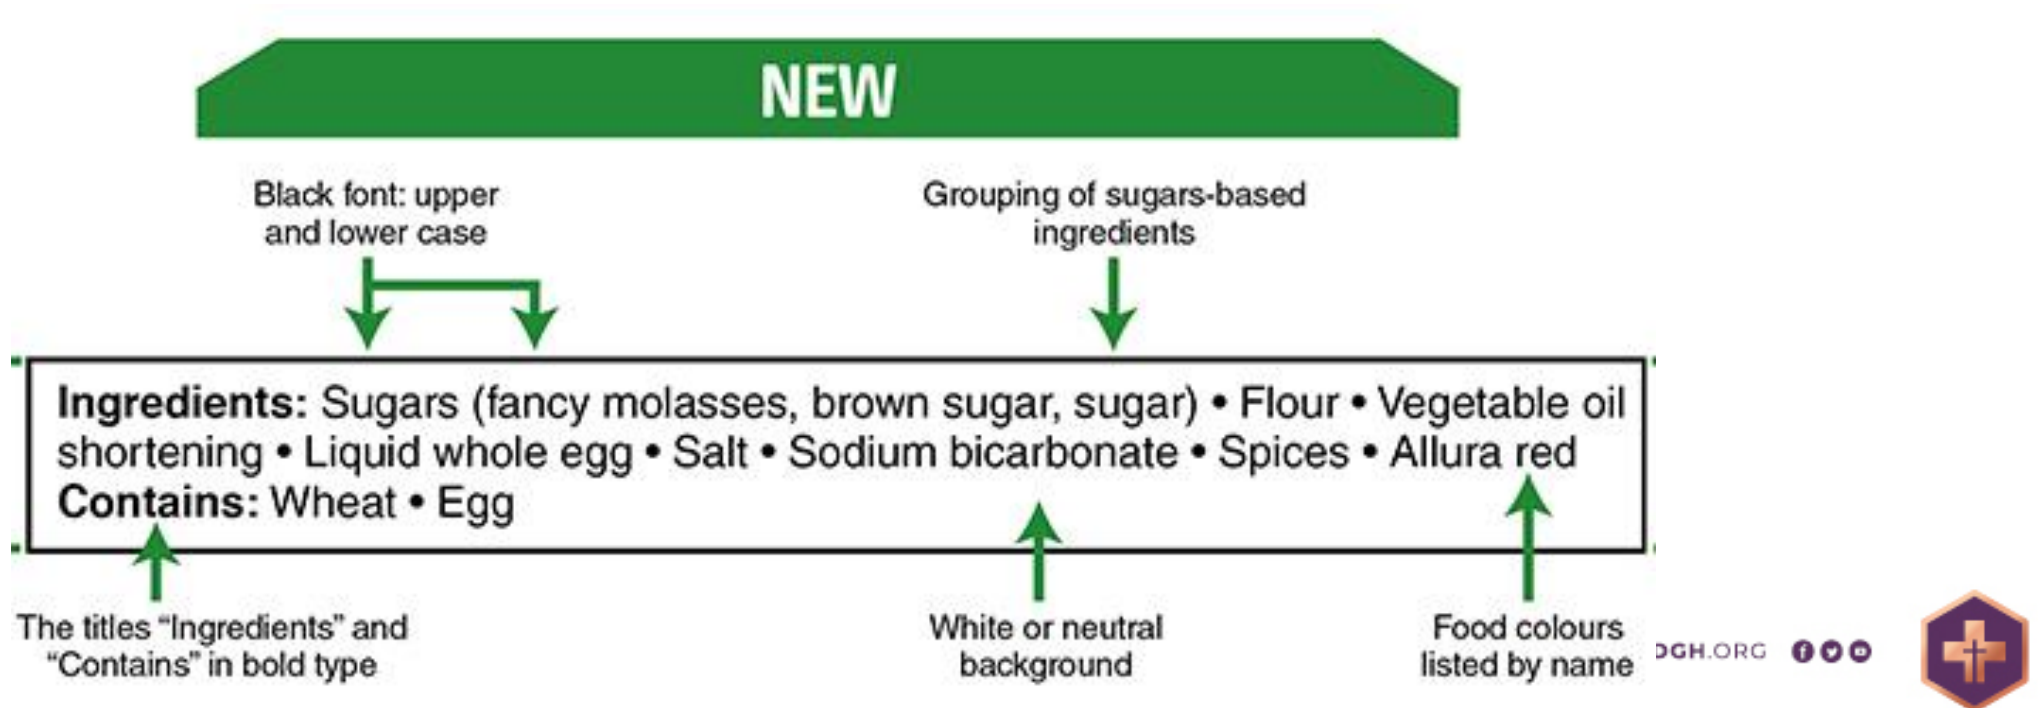 NEW
Black font: upper
and lower case
Grouping of sugars-based
ingredients
Ingredients: Sugars (fancy molasses, brown sugar, sugar) • Flour • Vegetable oil
shortening • Liquid whole egg • Salt • Sodium bicarbonate • Spices • Allura red
Contains: Wheat • Egg
The titles “Ingredients” and
“Contains” in bold type
White or neutral
background
Food colours
listed by name
GH.ORG